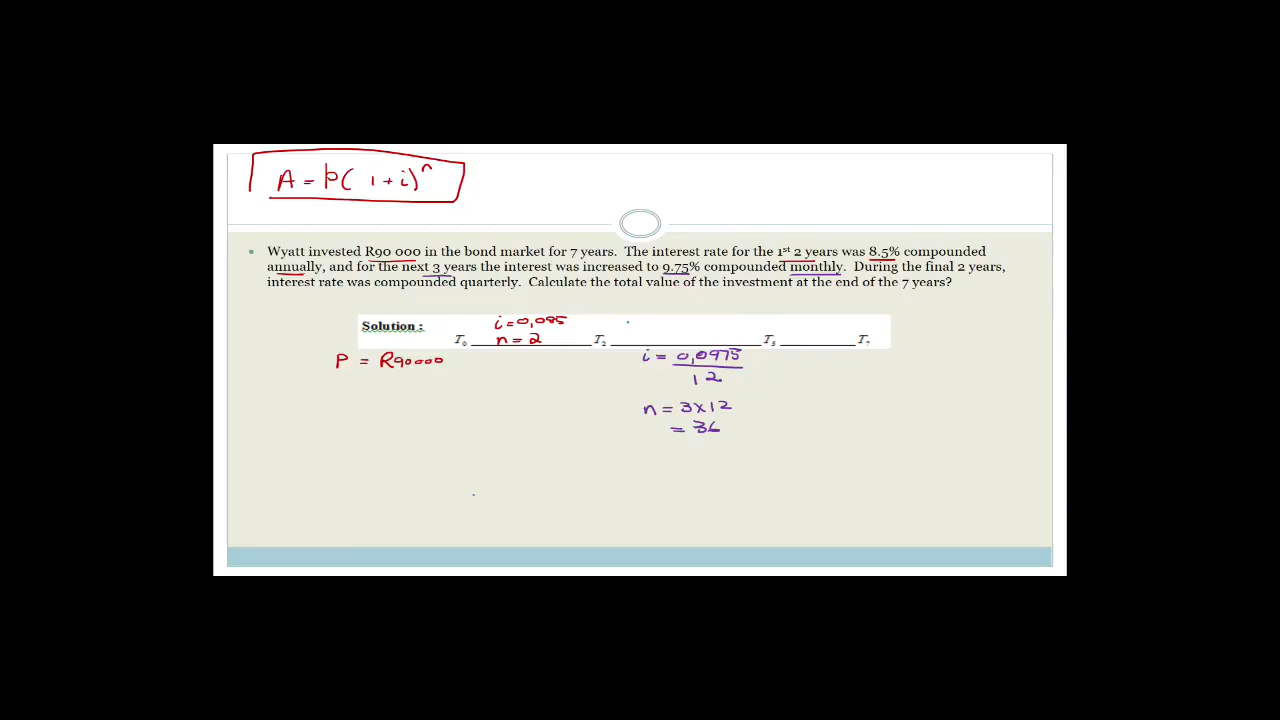 A = P( 1 + i)ⁿ
• Wyatt invested R90 000 in the bond market for 7 years. The interest rate for the 1st 2 years was 8.5% compounded
annually, and for the next 3 years the interest was increased to 9.75% compounded monthly. During the final 2 years,
interest rate was compounded quarterly. Calculate the total value of the investment at the end of the 7 years?
i = 0,085
Solution :
n = 2
T₀ T₂ T₅ T₇
P = R90000
i = 0,0975
12
n = 3x12
= 36